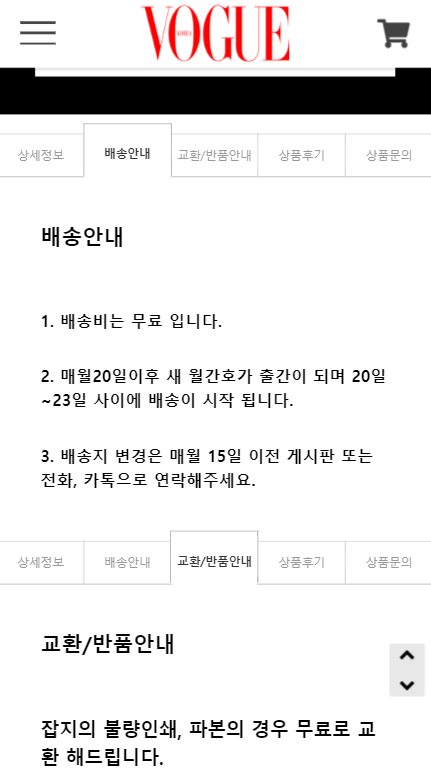 VOGUE
KOREA
상세정보 배송안내 교환/반품안내 상품후기 상품문의
배송안내
1. 배송비는 무료 입니다.
2. 매월20일이후 새 월간호가 출간이 되며 20일
~23일 사이에 배송이 시작 됩니다.
3. 배송지 변경은 매월 15일 이전 게시판 또는
전화, 카톡으로 연락해주세요.
상세정보 배송안내 교환/반품안내 상품후기 상품문의
교환/반품안내
잡지의 불량인쇄, 파본의 경우 무료로 교
환 해드립니다.